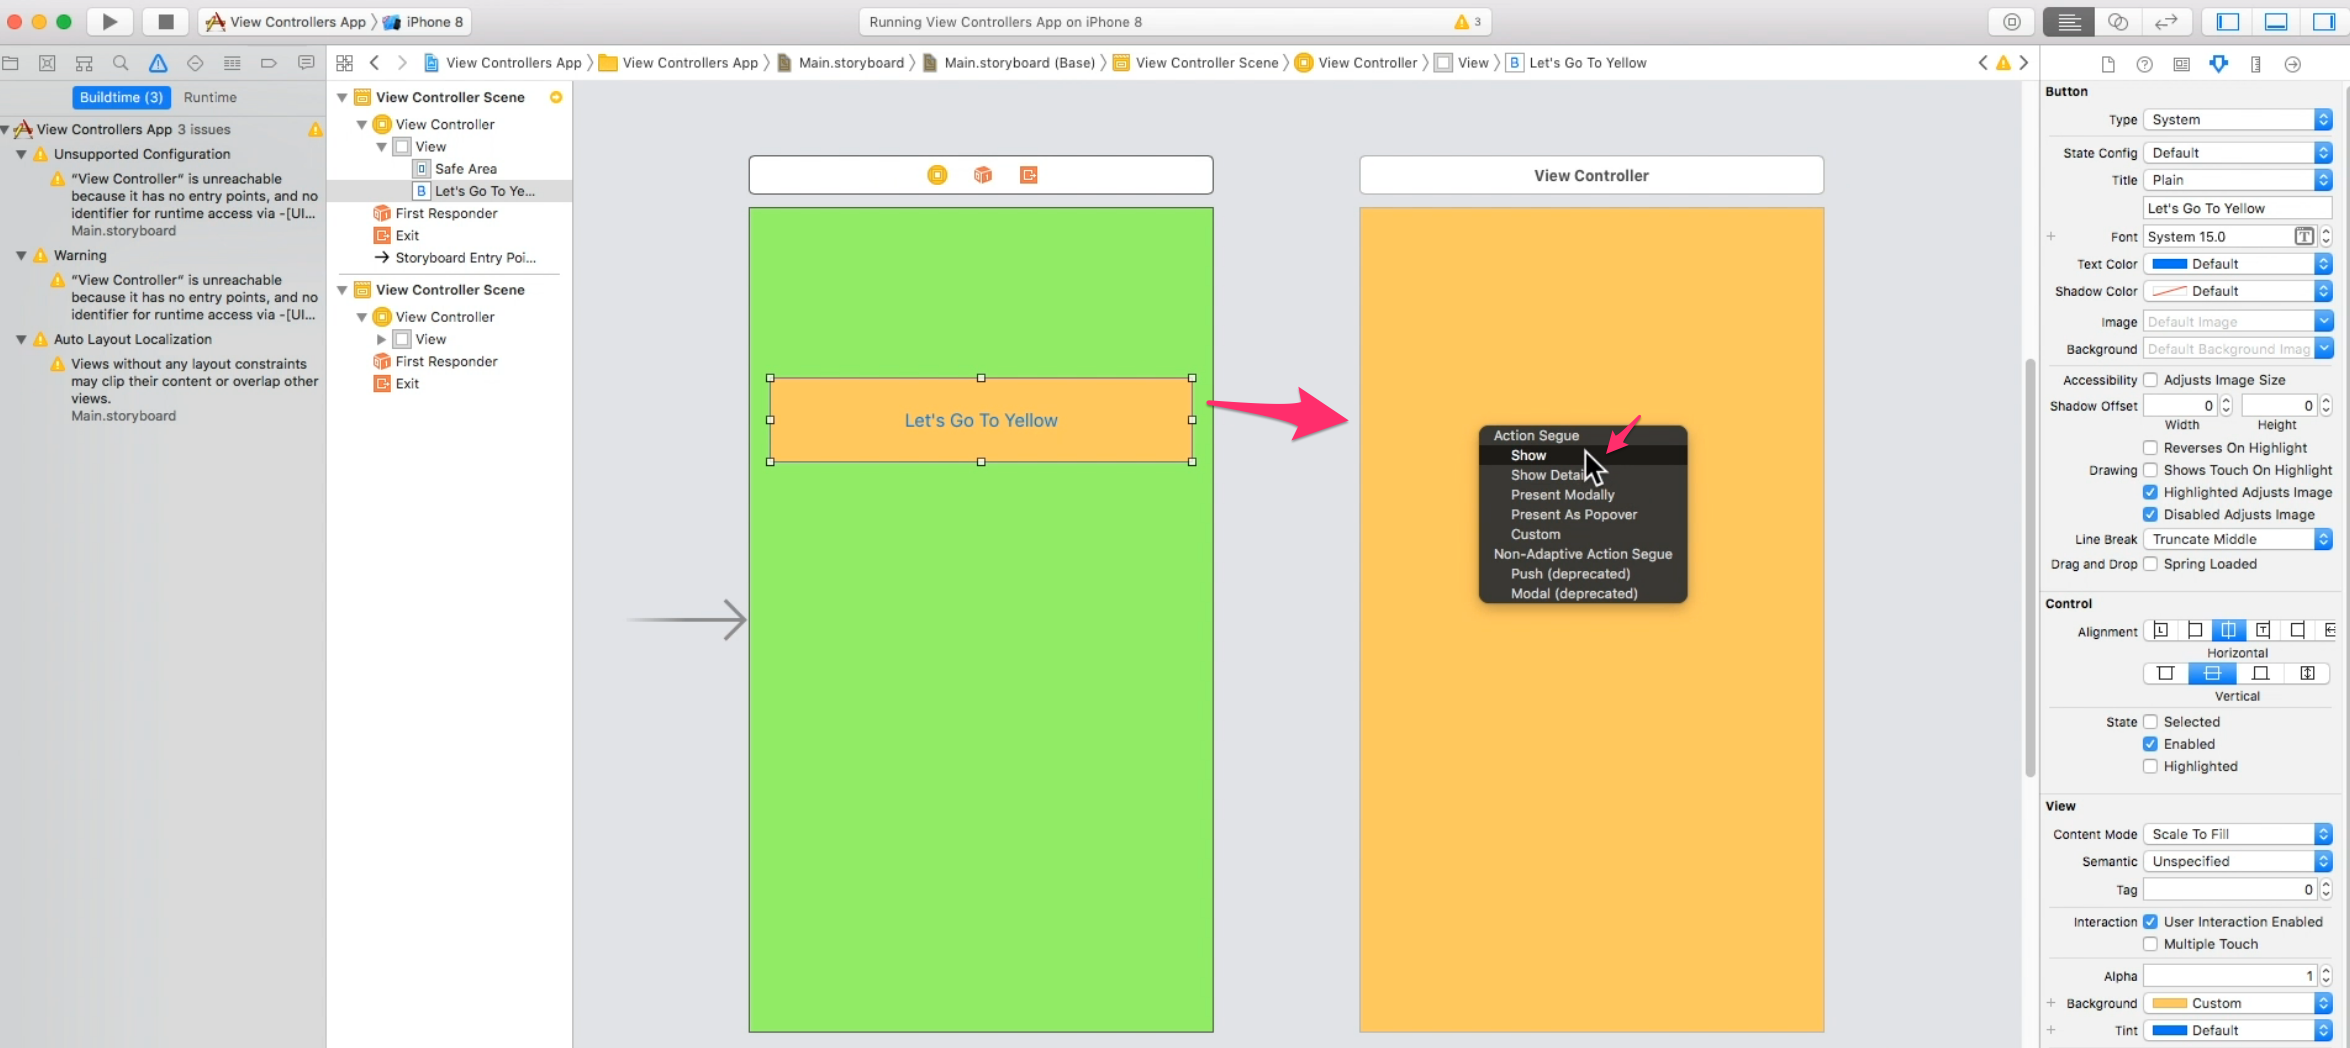 View Controllers App iPhone 8
Running View Controllers App on iPhone 8
3
View Controllers App View Controllers App Main.storyboard Main.storyboard (Base) View Controller Scene View Controller View B Let's Go To Yellow
Buildtime (3) Runtime
View Controllers App 3 issues
Unsupported Configuration
“View Controller” is unreachable
because it has no entry points, and no
identifier for runtime access via -[UI...
Main.storyboard
Warning
“View Controller” is unreachable
because it has no entry points, and no
identifier for runtime access via -[UI...
Auto Layout Localization
Views without any layout constraints
may clip their content or overlap other
views.
Main.storyboard
View Controller Scene
View Controller
View
Safe Area
B Let's Go To Ye...
First Responder
Exit
Storyboard Entry Poi...
View Controller Scene
View Controller
View
First Responder
Exit
Let's Go To Yellow
View Controller
Action Segue
Show
Show Detai
Present Modally
Present As Popover
Custom
Non-Adaptive Action Segue
Push (deprecated)
Modal (deprecated)
Button
Type System
State Config Default
Title Plain
Let's Go To Yellow
Font System 15.0 T
Text Color Default
Shadow Color Default
Image Default Image
Background Default Background Imag
Accessibility Adjusts Image Size
Shadow Offset 0 0
Width Height
Reverses On Highlight
Drawing Shows Touch On Highlight
Highlighted Adjusts Image
Disabled Adjusts Image
Line Break Truncate Middle
Drag and Drop Spring Loaded
Control
Alignment
Horizontal
Vertical
State Selected
Enabled
Highlighted
View
Content Mode Scale To Fill
Semantic Unspecified
Tag 0
Interaction User Interaction Enabled
Multiple Touch
Alpha 1
Background Custom
Tint Default